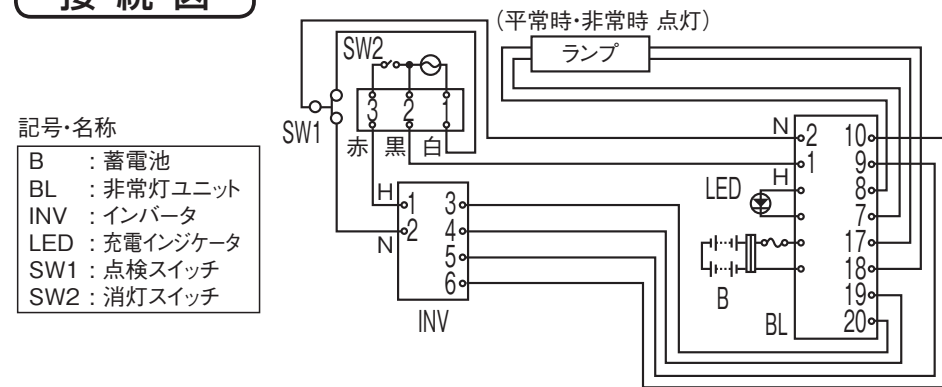 接続図
(平常時・非常時 点灯)
ランプ
SW2
3 2 1
SW1
赤 黒 白
記号・名称
B : 蓄電池
BL : 非常灯ユニット
INV : インバータ
LED : 充電インジケータ
SW1 : 点検スイッチ
SW2 : 消灯スイッチ
H 1
N 2
3
4
5
6
INV
N 2
H 1
LED
B
BL
10
9
8
7
17
18
19
20